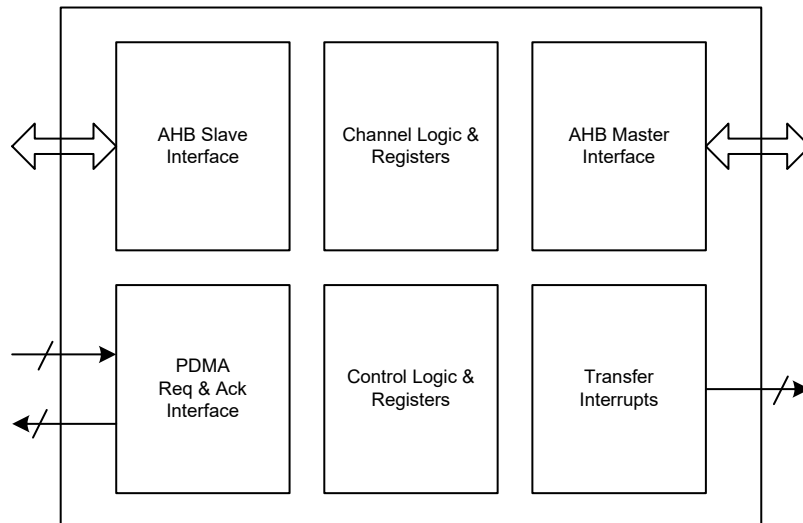 AHB Slave
Interface
Channel Logic &
Registers
AHB Master
Interface
PDMA
Req & Ack
Interface
Control Logic &
Registers
Transfer
Interrupts